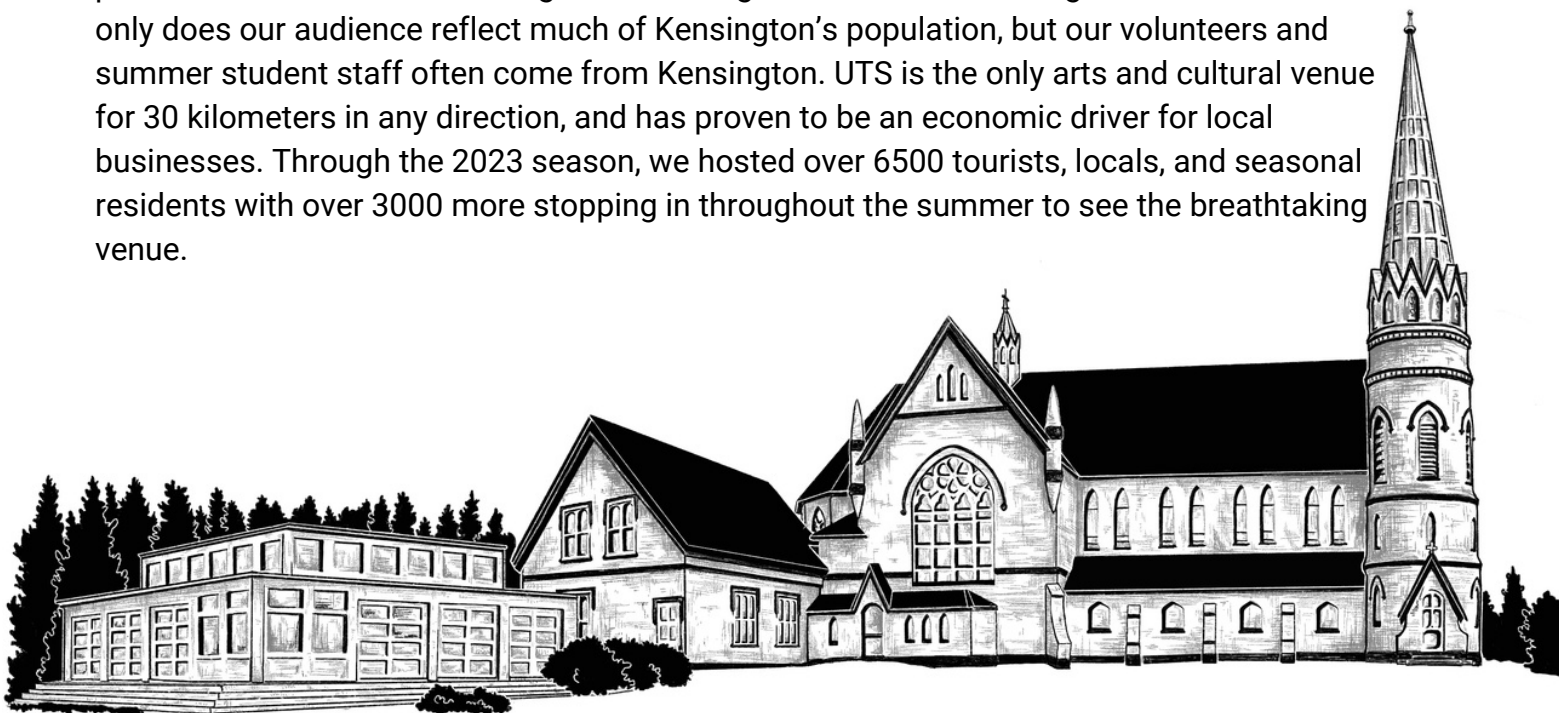 only does our audience reflect much of Kensington’s population, but our volunteers and
summer student staff often come from Kensington. UTS is the only arts and cultural venue
for 30 kilometers in any direction, and has proven to be an economic driver for local
businesses. Through the 2023 season, we hosted over 6500 tourists, locals, and seasonal
residents with over 3000 more stopping in throughout the summer to see the breathtaking
venue.